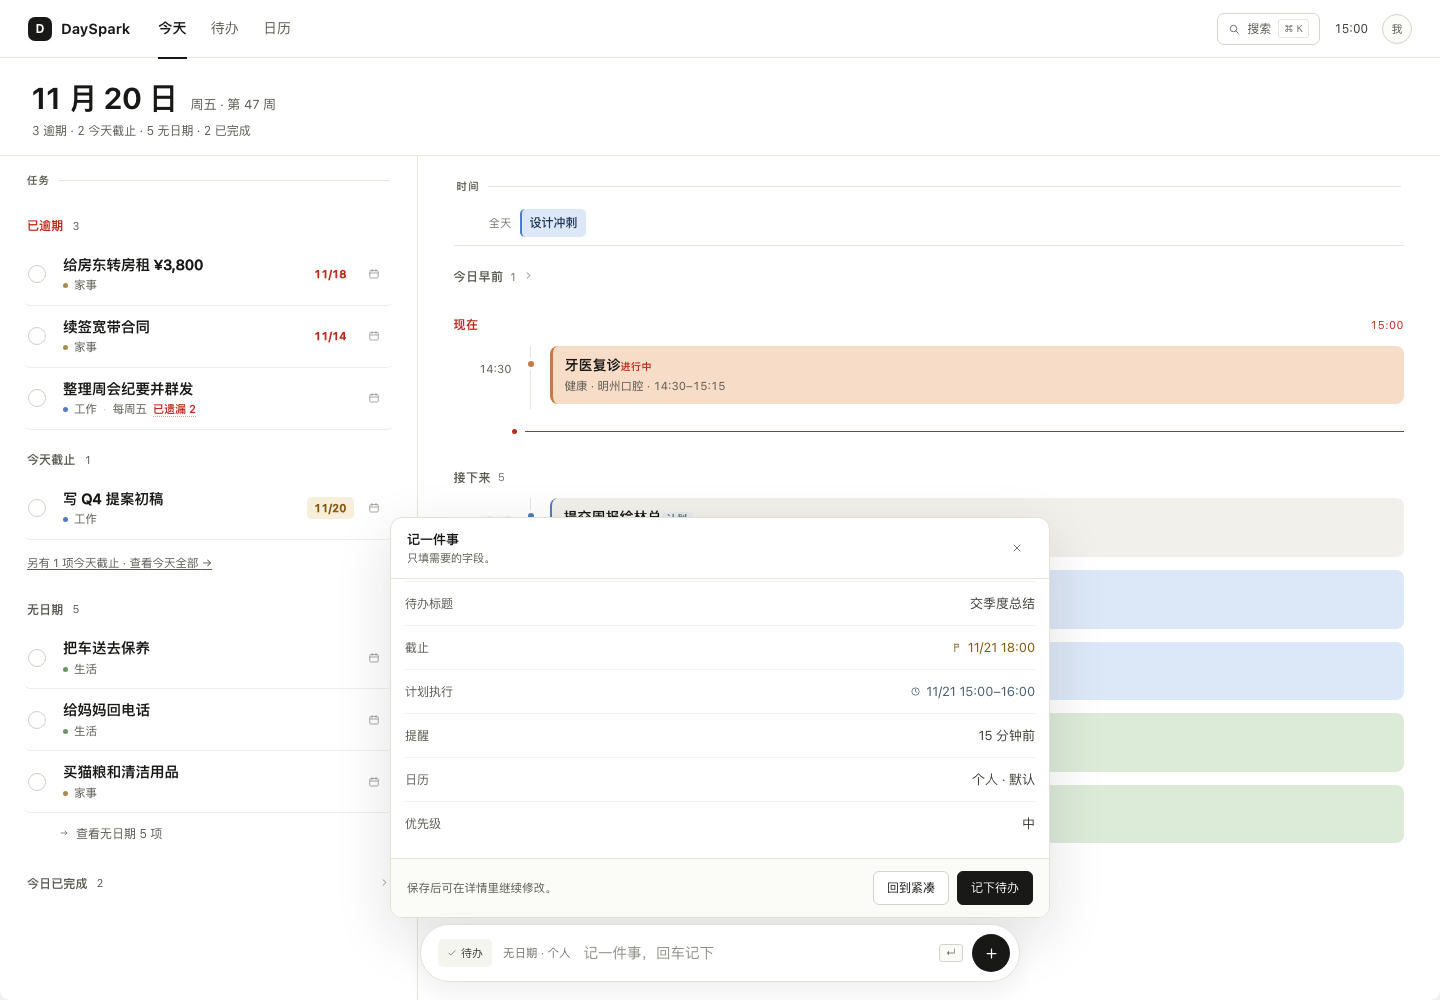 D DaySpark 今天 待办 日历 搜索 ⌘ K 15:00 我
11 月 20 日 周五 · 第 47 周
3 逾期 · 2 今天截止 · 5 无日期 · 2 已完成
任务
已逾期 3
给房东转房租 ¥3,800 11/18
家事
续签宽带合同 11/14
家事
整理周会纪要并群发
工作 · 每周五 已遗漏 2
今天截止 1
写 Q4 提案初稿 11/20
工作
另有 1 项今天截止 · 查看今天全部 →
无日期 5
把车送去保养
生活
给妈妈回电话
生活
买猫粮和清洁用品
家事
→ 查看无日期 5 项
今日已完成 2
时间
全天 设计冲刺
今日早前 1
现在 15:00
14:30 牙医复诊进行中
健康 · 明州口腔 · 14:30–15:15
接下来 5
提交周报给林总 计划
记一件事
只填需要的字段。
待办标题 交季度总结
截止 11/21 18:00
计划执行 11/21 15:00–16:00
提醒 15 分钟前
日历 个人 · 默认
优先级 中
保存后可在详情里继续修改。 回到紧凑 记下待办
待办 无日期 · 个人 记一件事，回车记下